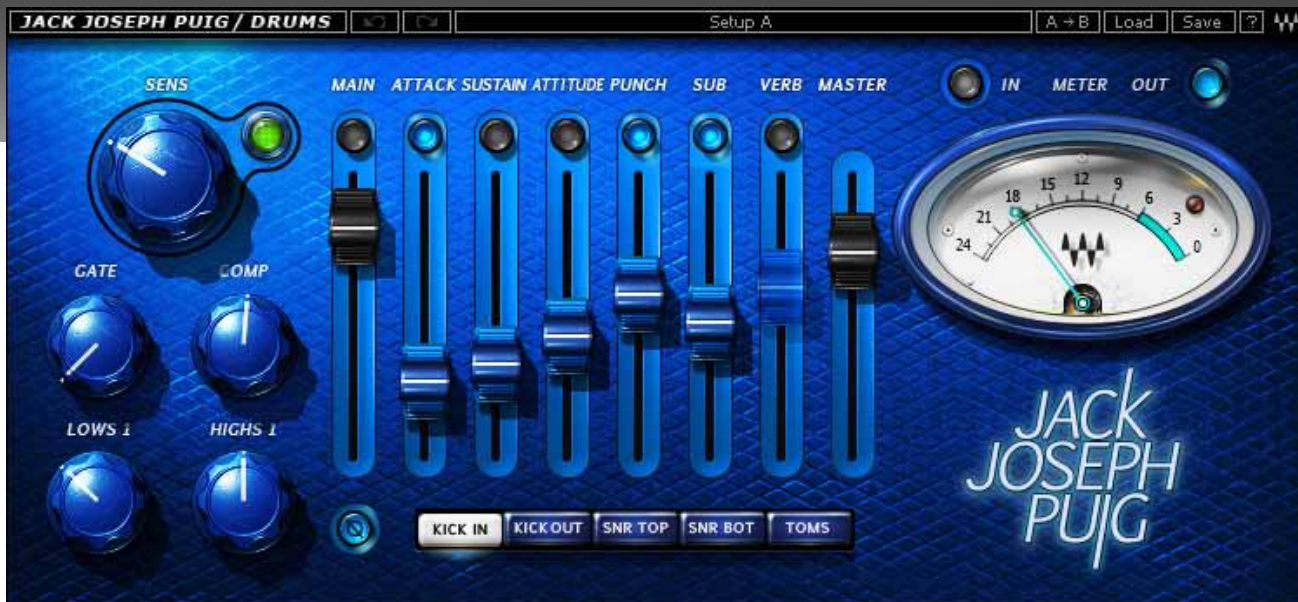 JACK JOSEPH PUIG / DRUMS Setup A A→B Load Save ?
SENS MAIN ATTACK SUSTAIN ATTITUDE PUNCH SUB VERB MASTER IN METER OUT
24 21 18 15 12 9 6 3 0
GATE COMP
LOWS 1 HIGHS 1
KICK IN KICK OUT SNR TOP SNR BOT TOMS
JACK
JOSEPH
PUIG